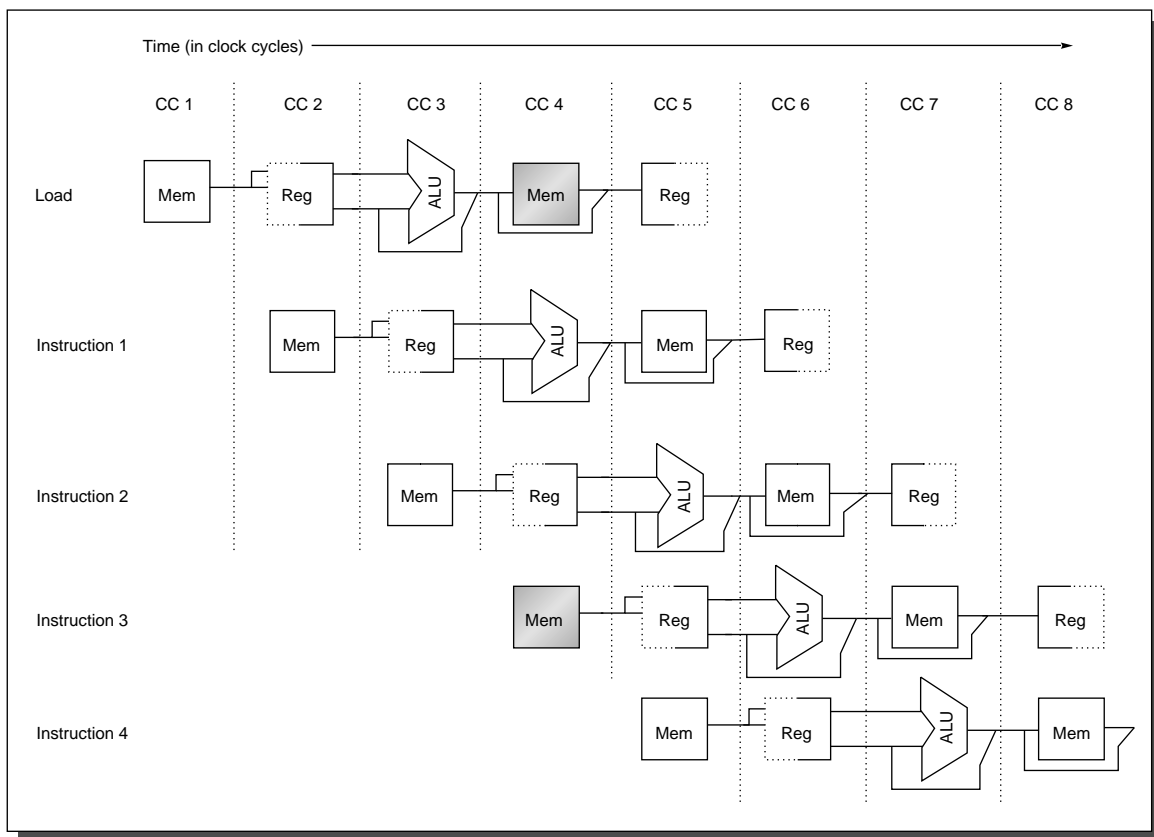 Time (in clock cycles)
CC 1 CC 2 CC 3 CC 4 CC 5 CC 6 CC 7 CC 8
Load Mem Reg ALU Mem Reg
Instruction 1 Mem Reg ALU Mem Reg
Instruction 2 Mem Reg ALU Mem Reg
Instruction 3 Mem Reg ALU Mem Reg
Instruction 4 Mem Reg ALU Mem